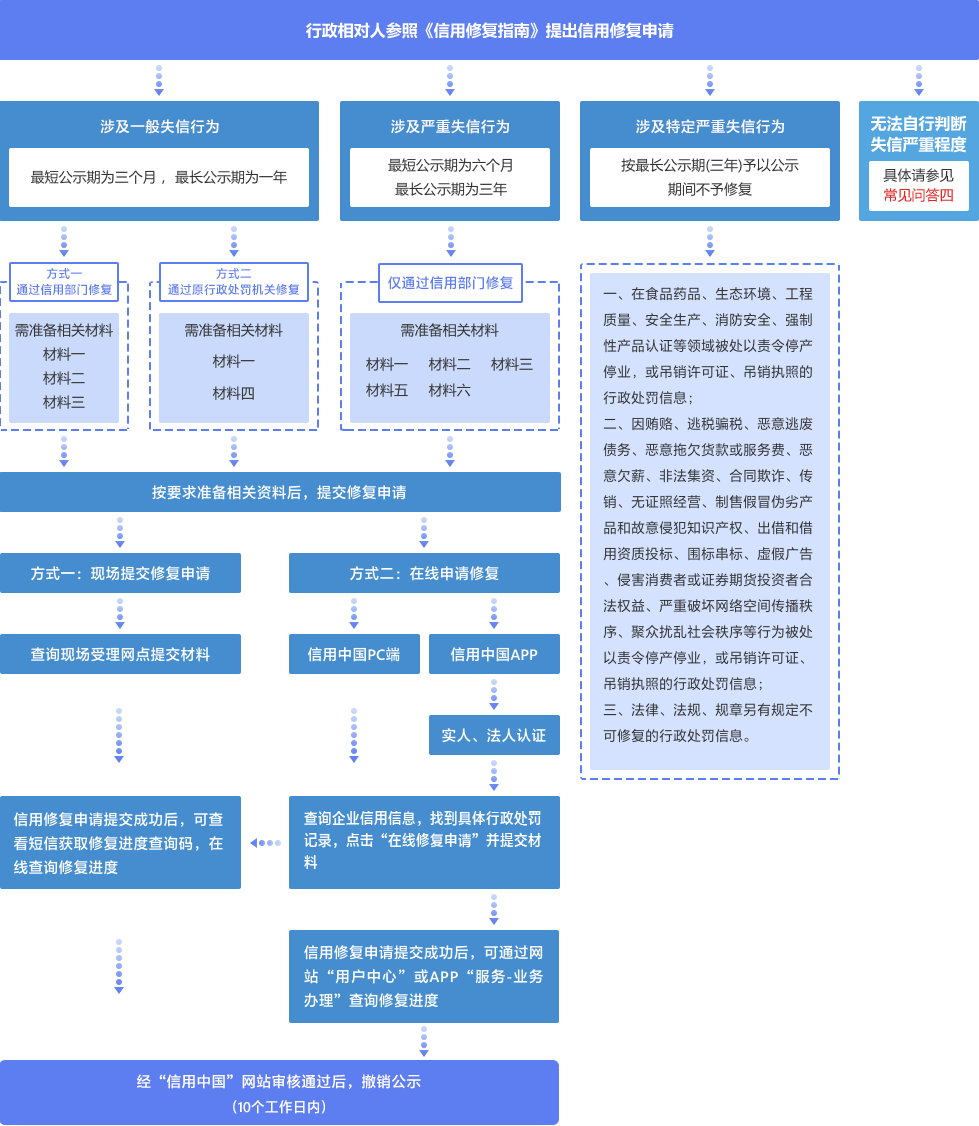 行政相对人参照《信用修复指南》提出信用修复申请
涉及一般失信行为
最短公示期为三个月，最长公示期为一年
涉及严重失信行为
最短公示期为六个月
最长公示期为三年
涉及特定严重失信行为
按最长公示期(三年)予以公示
期间不予修复
无法自行判断
失信严重程度
具体请参见
常见问答四
方式一
通过信用部门修复
需准备相关材料
材料一
材料二
材料三
方式二
通过原行政处罚机关修复
需准备相关材料
材料一
材料四
仅通过信用部门修复
需准备相关材料
材料一 材料二 材料三
材料五 材料六
一、在食品药品、生态环境、工程
质量、安全生产、消防安全、强制
性产品认证等领域被处以责令停产
停业，或吊销许可证、吊销执照的
行政处罚信息；
二、因贿赂、逃税骗税、恶意逃废
债务、恶意拖欠货款或服务费、恶
意欠薪、非法集资、合同欺诈、传
销、无证照经营、制售假冒伪劣产
品和故意侵犯知识产权、出借和借
用资质投标、围标串标、虚假广告
、侵害消费者或证券期货投资者合
法权益、严重破坏网络空间传播秩
序、聚众扰乱社会秩序等行为被处
以责令停产停业，或吊销许可证、
吊销执照的行政处罚信息；
三、法律、法规、规章另有规定不
可修复的行政处罚信息。
按要求准备相关资料后，提交修复申请
方式一：现场提交修复申请
方式二：在线申请修复
查询现场受理网点提交材料
信用中国PC端
信用中国APP
实人、法人认证
信用修复申请提交成功后，可查
看短信获取修复进度查询码，在
线查询修复进度
查询企业信用信息，找到具体行政处罚
记录，点击“在线修复申请”并提交材
料
信用修复申请提交成功后，可通过网
站“用户中心”或APP“服务-业务
办理”查询修复进度
经“信用中国”网站审核通过后，撤销公示
（10个工作日内）